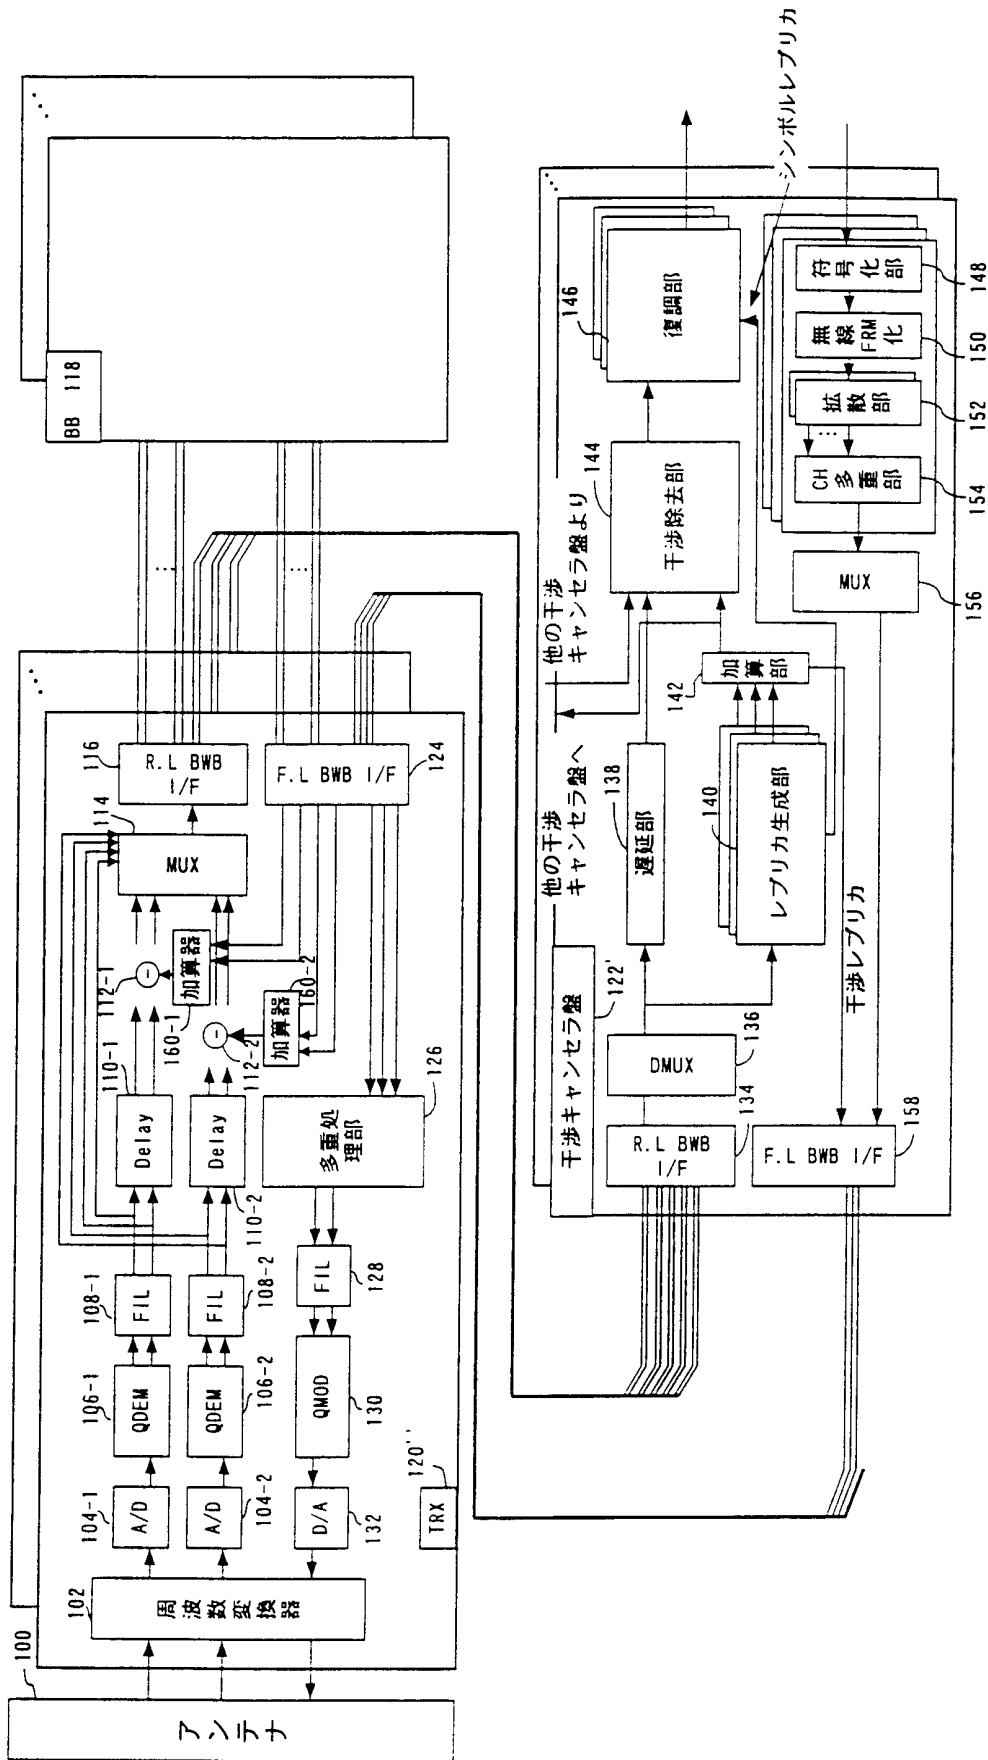 アンテナ
100
102
周波数変換器
104-1
A/D
104-2
A/D
132
D/A
TRX
120''
106-1
QDEM
106-2
QDEM
130
QMOD
108-1
FIL
108-2
FIL
128
FIL
110-1
Delay
110-2
Delay
126
多重処理部
112-1
−
112-2
−
160-1
加算器
160-2
加算器
114
MUX
116
R.L BWB
I/F
124
F.L BWB I/F
BB 118
干渉キャンセラ盤
122'
R.L BWB
I/F
134
F.L BWB I/F
158
DMUX
136
遅延部
138
レプリカ生成部
140
加算部
142
他の干渉
キャンセラ盤へ
他の干渉
キャンセラ盤より
干渉除去部
144
復調部
146
シンボルレプリカ
干渉レプリカ
MUX
156
符号化部
148
無線
FRM化
150
拡散部
152
CH
多重部
154